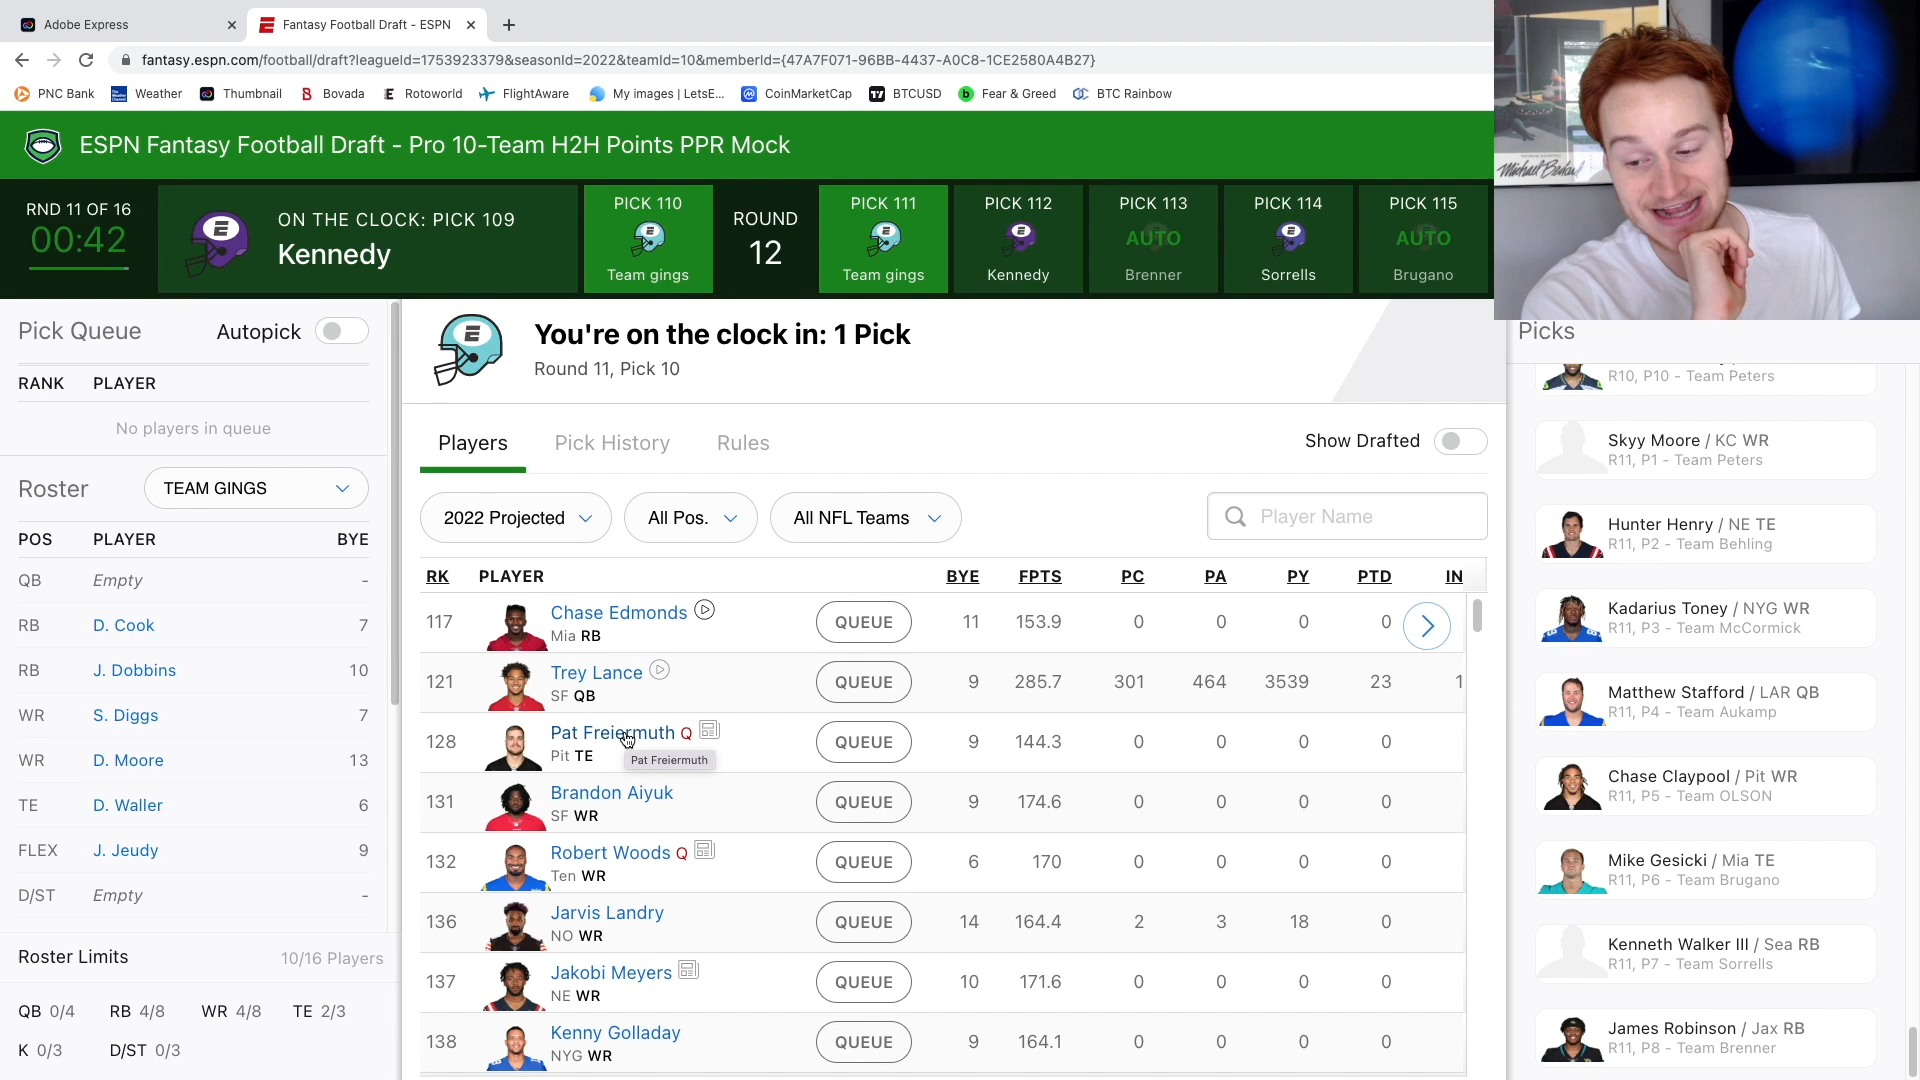 Adobe Express
Fantasy Football Draft - ESPN
fantasy.espn.com/football/draft?leagueId=1753923379&seasonId=2022&teamId=10&memberId={47A7F071-96BB-4437-A0C8-1CE2580A4B27}
PNC Bank Weather Thumbnail Bovada Rotoworld FlightAware My images | LetsE... CoinMarketCap BTCUSD Fear & Greed BTC Rainbow
ESPN Fantasy Football Draft - Pro 10-Team H2H Points PPR Mock
RND 11 OF 16
00:42
ON THE CLOCK: PICK 109
Kennedy
PICK 110
Team gings
ROUND
12
PICK 111
Team gings
PICK 112
Kennedy
PICK 113
AUTO
Brenner
PICK 114
Sorrells
PICK 115
AUTO
Brugano
Pick Queue Autopick
RANK PLAYER
No players in queue
Roster TEAM GINGS
POS PLAYER BYE
QB Empty -
RB D. Cook 7
RB J. Dobbins 10
WR S. Diggs 7
WR D. Moore 13
TE D. Waller 6
FLEX J. Jeudy 9
D/ST Empty -
Roster Limits 10/16 Players
QB 0/4 RB 4/8 WR 4/8 TE 2/3
K 0/3 D/ST 0/3
You're on the clock in: 1 Pick
Round 11, Pick 10
Players Pick History Rules Show Drafted
2022 Projected All Pos. All NFL Teams Player Name
RK PLAYER BYE FPTS PC PA PY PTD IN
117 Chase Edmonds QUEUE 11 153.9 0 0 0 0
Mia RB
121 Trey Lance QUEUE 9 285.7 301 464 3539 23 1
SF QB
128 Pat Freiermuth Q QUEUE 9 144.3 0 0 0 0
Pit TE
Pat Freiermuth
131 Brandon Aiyuk QUEUE 9 174.6 0 0 0 0
SF WR
132 Robert Woods Q QUEUE 6 170 0 0 0 0
Ten WR
136 Jarvis Landry QUEUE 14 164.4 2 3 18 0
NO WR
137 Jakobi Meyers QUEUE 10 171.6 0 0 0 0
NE WR
138 Kenny Golladay QUEUE 9 164.1 0 0 0 0
NYG WR
Picks
R10, P10 - Team Peters
Skyy Moore / KC WR
R11, P1 - Team Peters
Hunter Henry / NE TE
R11, P2 - Team Behling
Kadarius Toney / NYG WR
R11, P3 - Team McCormick
Matthew Stafford / LAR QB
R11, P4 - Team Aukamp
Chase Claypool / Pit WR
R11, P5 - Team OLSON
Mike Gesicki / Mia TE
R11, P6 - Team Brugano
Kenneth Walker III / Sea RB
R11, P7 - Team Sorrells
James Robinson / Jax RB
R11, P8 - Team Brenner